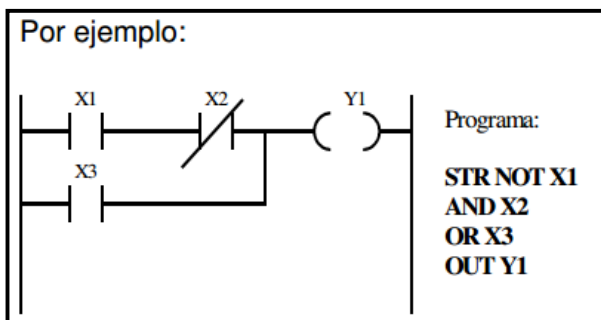 Por ejemplo:
X1
X2
Y1
X3
Programa:
STR NOT X1
AND X2
OR X3
OUT Y1